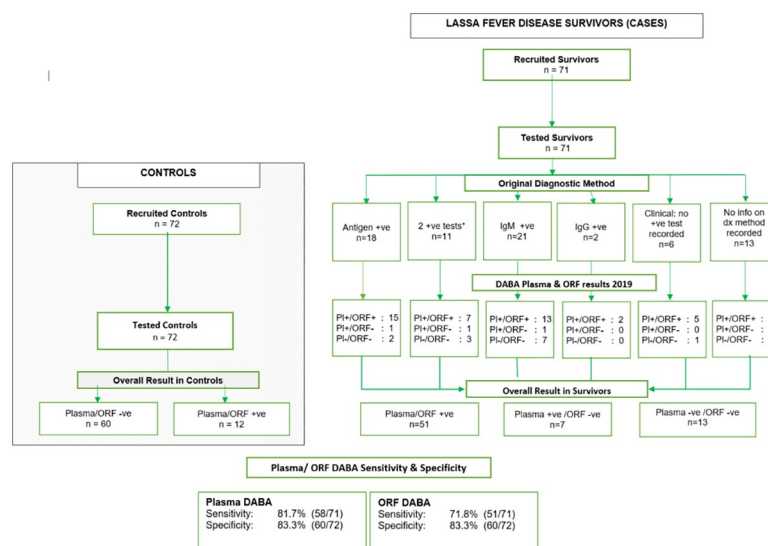 LASSA FEVER DISEASE SURVIVORS (CASES)
Recruited Survivors
n = 71
Tested Survivors
n = 71
Original Diagnostic Method
Antigen +ve
n=18
2 +ve tests*
n=11
IgM +ve
n=21
IgG +ve
n=2
Clinical: no
+ve test
recorded
n=6
No info on
dx method
recorded
n=13
DABA Plasma & ORF results 2019
Pl+/ORF+ : 15
Pl+/ORF- : 1
Pl-/ORF- : 2
Pl+/ORF+ : 7
Pl+/ORF- : 1
Pl-/ORF- : 3
Pl+/ORF+ : 13
Pl+/ORF- : 1
Pl-/ORF- : 7
Pl+/ORF+ : 2
Pl+/ORF- : 0
Pl-/ORF- : 0
Pl+/ORF+ : 5
Pl+/ORF- : 0
Pl-/ORF- : 1
Pl+/ORF+ :
Pl+/ORF- :
Pl-/ORF- :
Overall Result in Survivors
Plasma/ORF +ve
n=51
Plasma +ve /ORF -ve
n=7
Plasma -ve /ORF -ve
n=13
CONTROLS
Recruited Controls
n = 72
Tested Controls
n = 72
Overall Result in Controls
Plasma/ORF -ve
n = 60
Plasma/ORF +ve
n = 12
Plasma/ ORF DABA Sensitivity & Specificity
Plasma DABA
Sensitivity: 81.7% (58/71)
Specificity: 83.3% (60/72)
ORF DABA
Sensitivity: 71.8% (51/71)
Specificity: 83.3% (60/72)